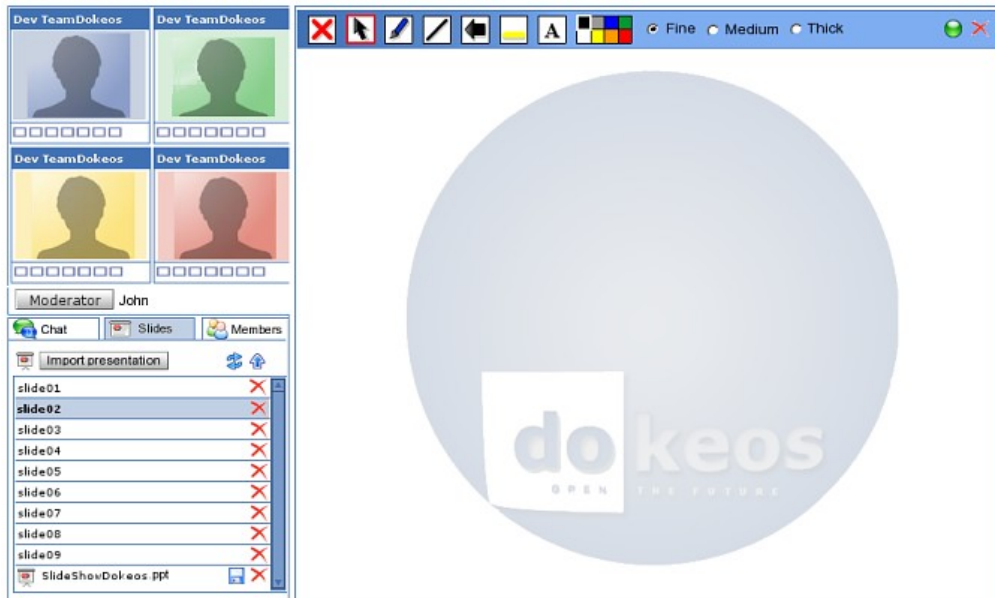 Dev TeamDokeos
Dev TeamDokeos
Dev TeamDokeos
Dev TeamDokeos
Moderator John
Chat Slides Members
Import presentation
slide01
slide02
slide03
slide04
slide05
slide06
slide07
slide08
slide09
SlideShowDokeos.ppt
A Fine Medium Thick
dokeos
OPEN THE FUTURE